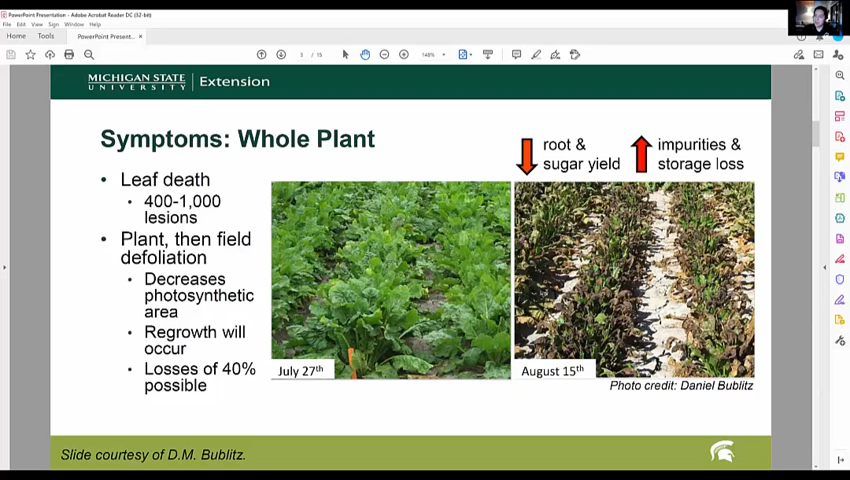 PowerPoint Presentation - Adobe Acrobat Reader DC (32-bit)
File Edit View Sign Window Help
Home Tools PowerPoint Present... ×
3 / 15 148%
MICHIGAN STATE
UNIVERSITY
Extension
Symptoms: Whole Plant
root &
sugar yield
impurities &
storage loss
• Leaf death
• 400-1,000
lesions
• Plant, then field
defoliation
• Decreases
photosynthetic
area
• Regrowth will
occur
• Losses of 40%
possible
July 27th
August 15th
Photo credit: Daniel Bublitz
Slide courtesy of D.M. Bublitz.